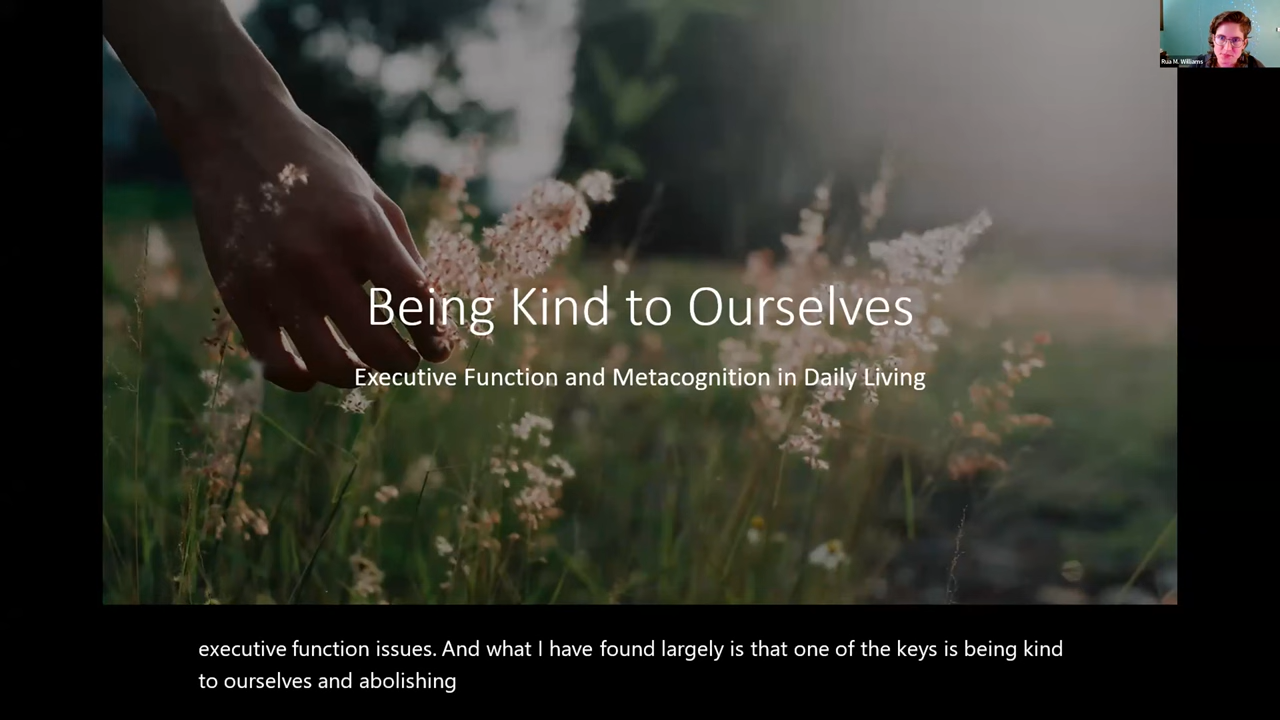 Rua M. Williams
Being Kind to Ourselves
Executive Function and Metacognition in Daily Living
executive function issues. And what I have found largely is that one of the keys is being kind
to ourselves and abolishing